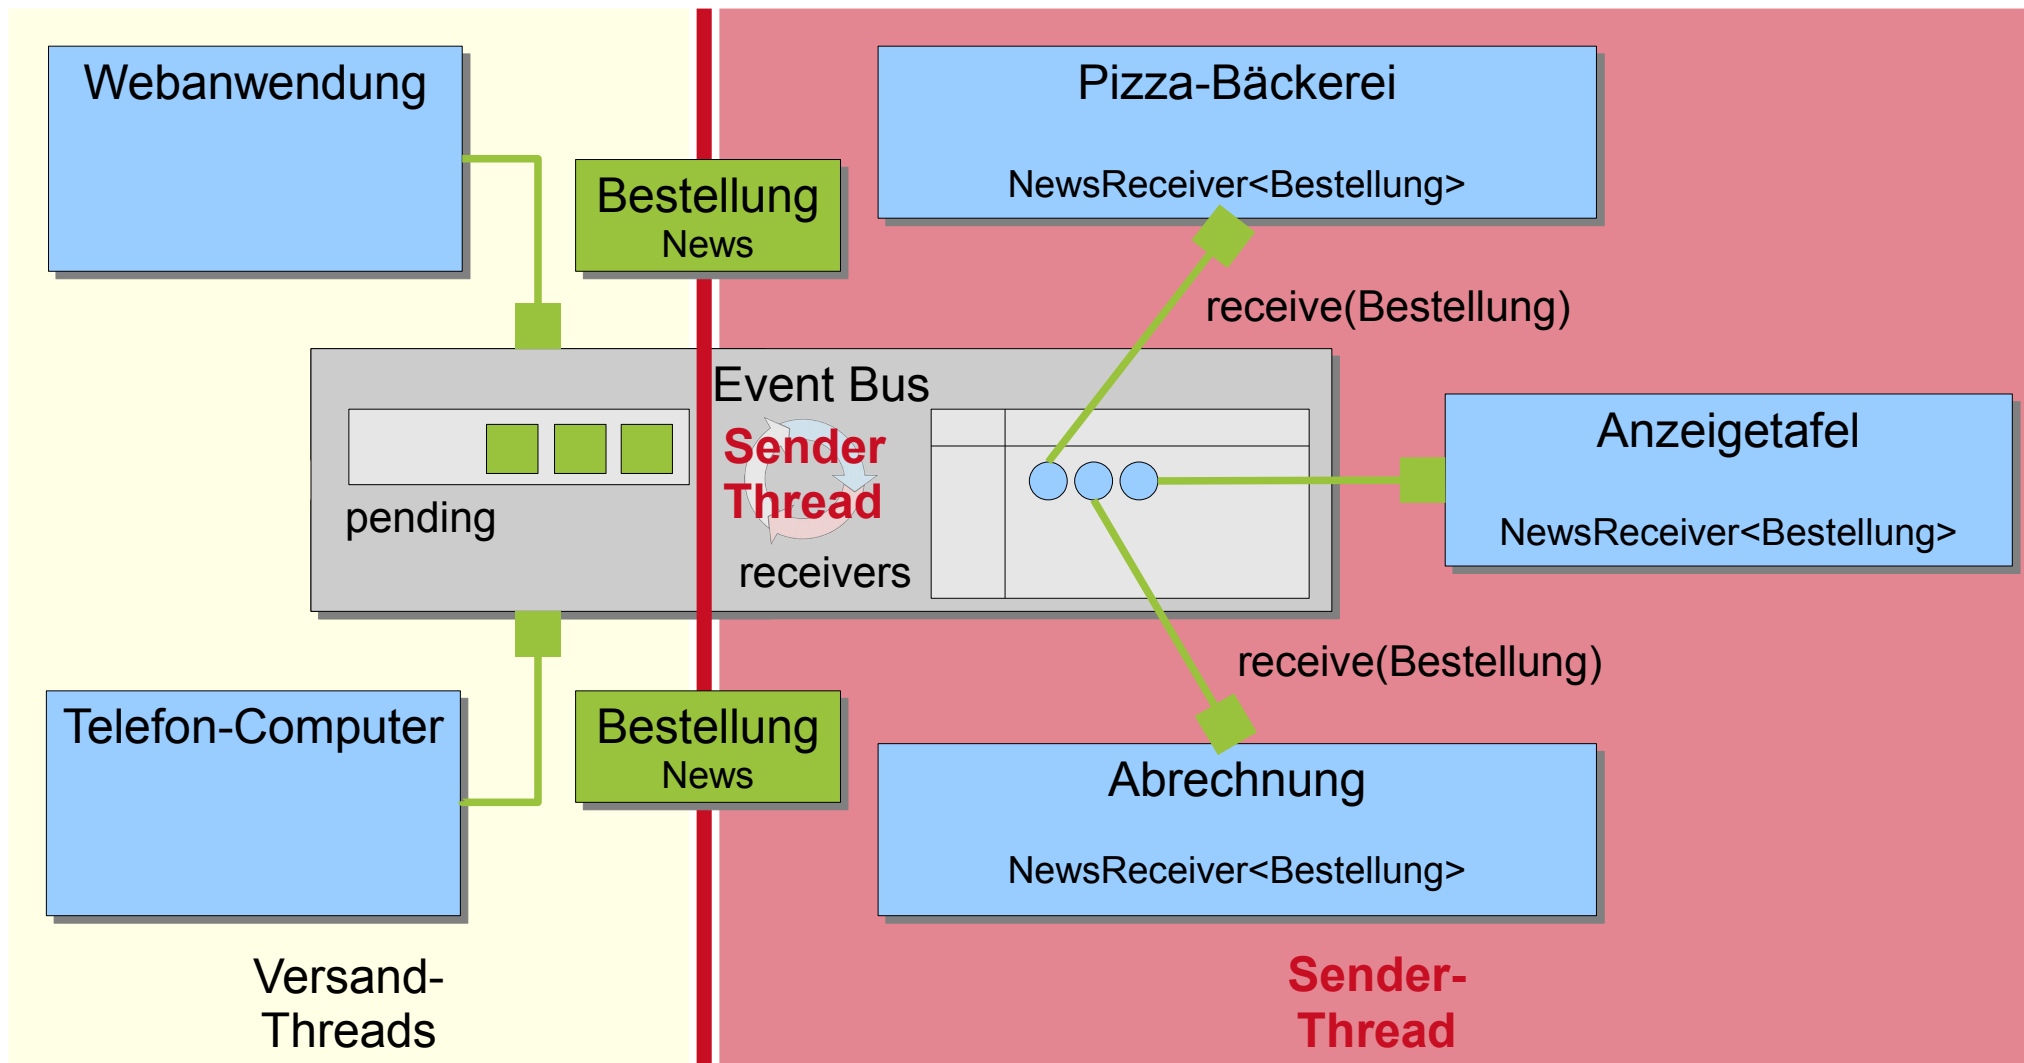 Webanwendung
Bestellung
News
Pizza-Bäckerei
NewsReceiver<Bestellung>
receive(Bestellung)
Event Bus
Sender
Thread
pending
receivers
Anzeigetafel
NewsReceiver<Bestellung>
receive(Bestellung)
Telefon-Computer
Bestellung
News
Abrechnung
NewsReceiver<Bestellung>
Versand-
Threads
Sender-
Thread